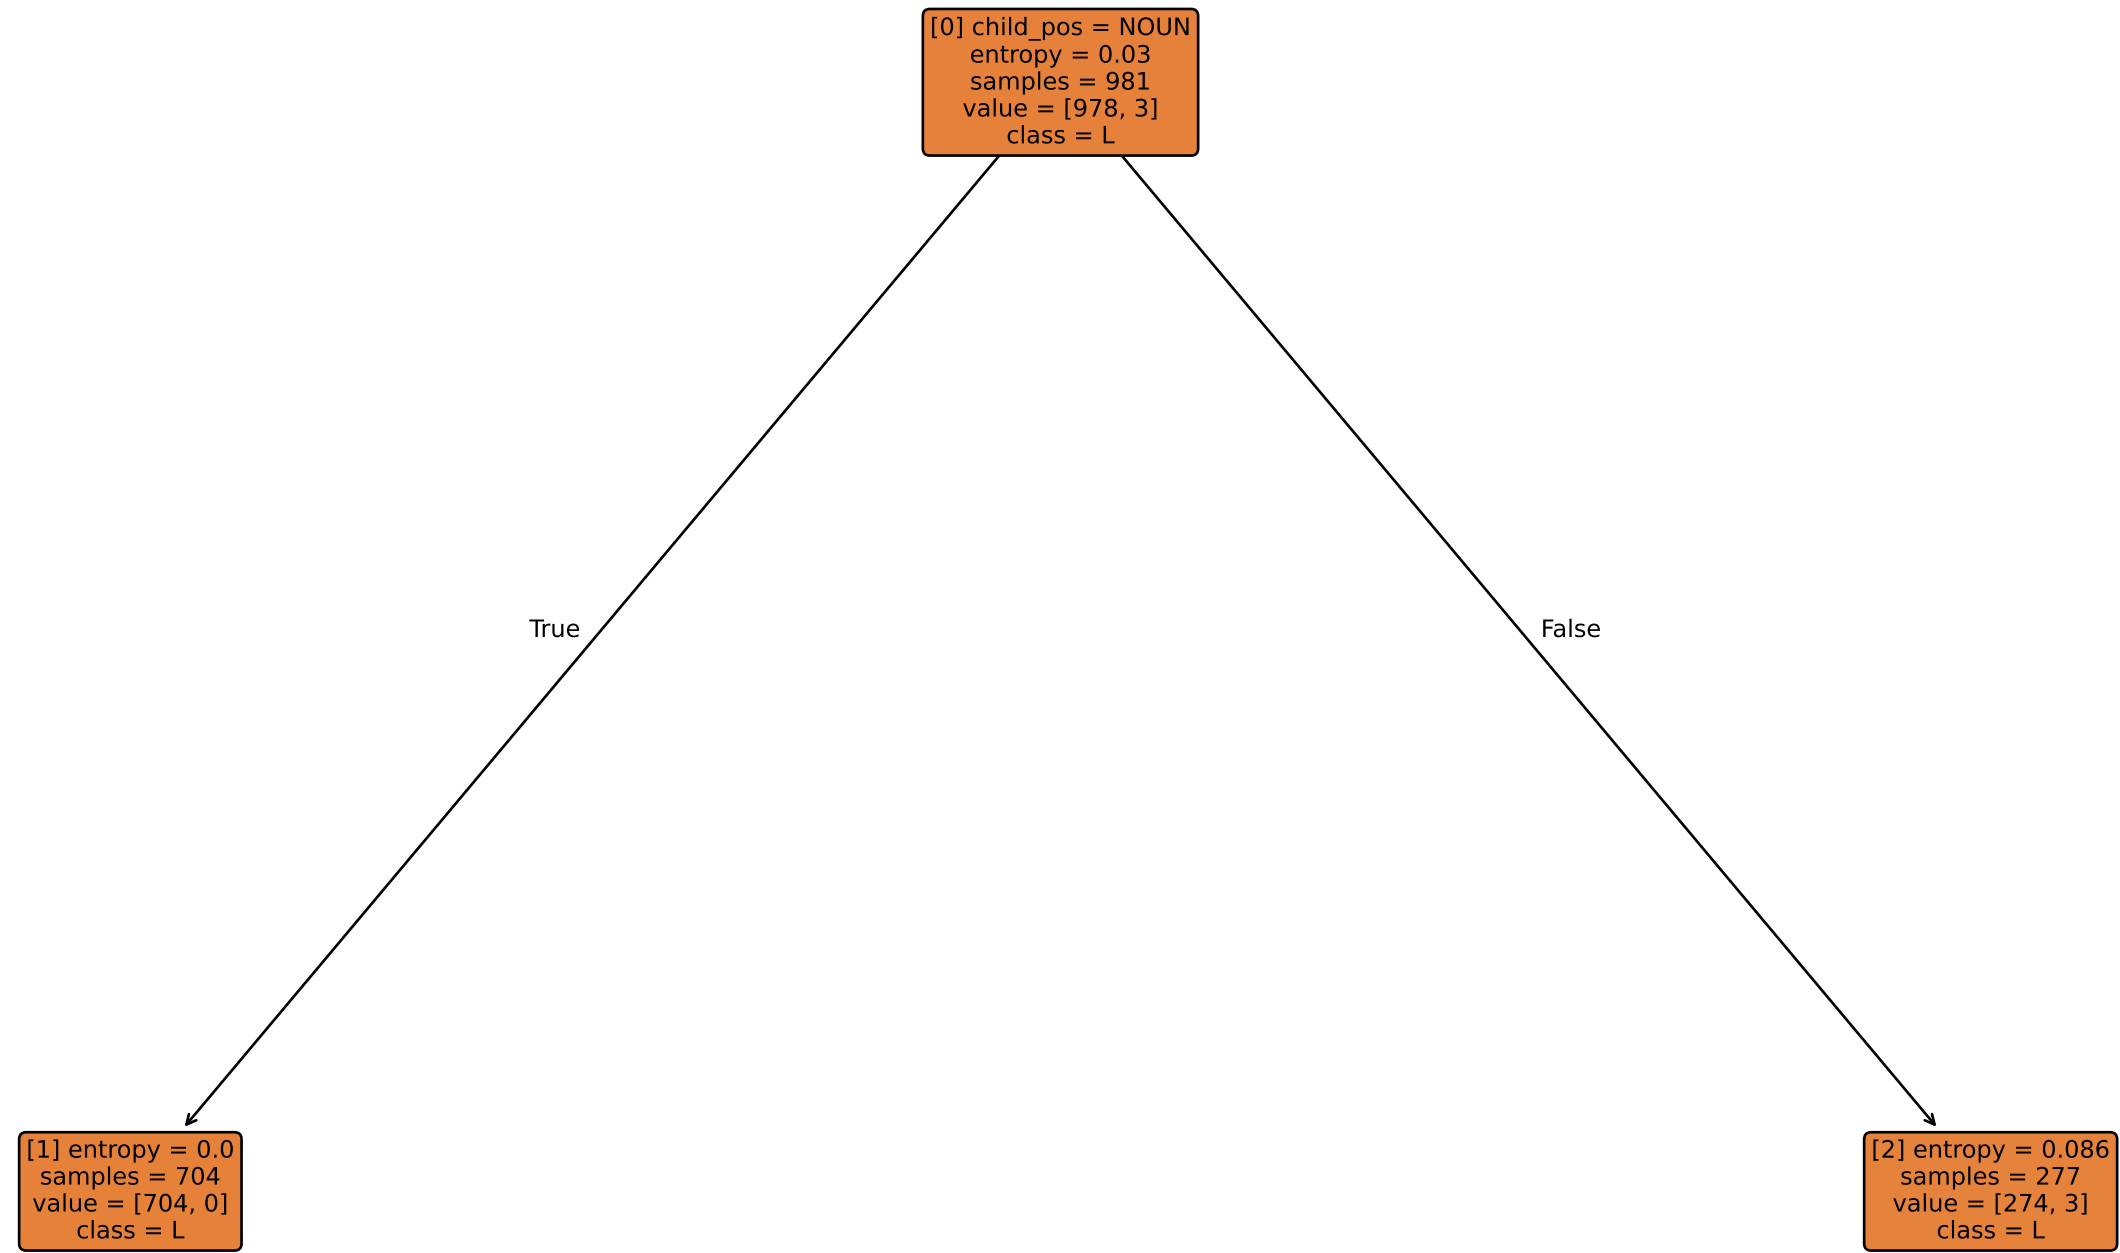 [0] child_pos = NOUN
entropy = 0.03
samples = 981
value = [978, 3]
class = L
True
False
[1] entropy = 0.0
samples = 704
value = [704, 0]
class = L
[2] entropy = 0.086
samples = 277
value = [274, 3]
class = L